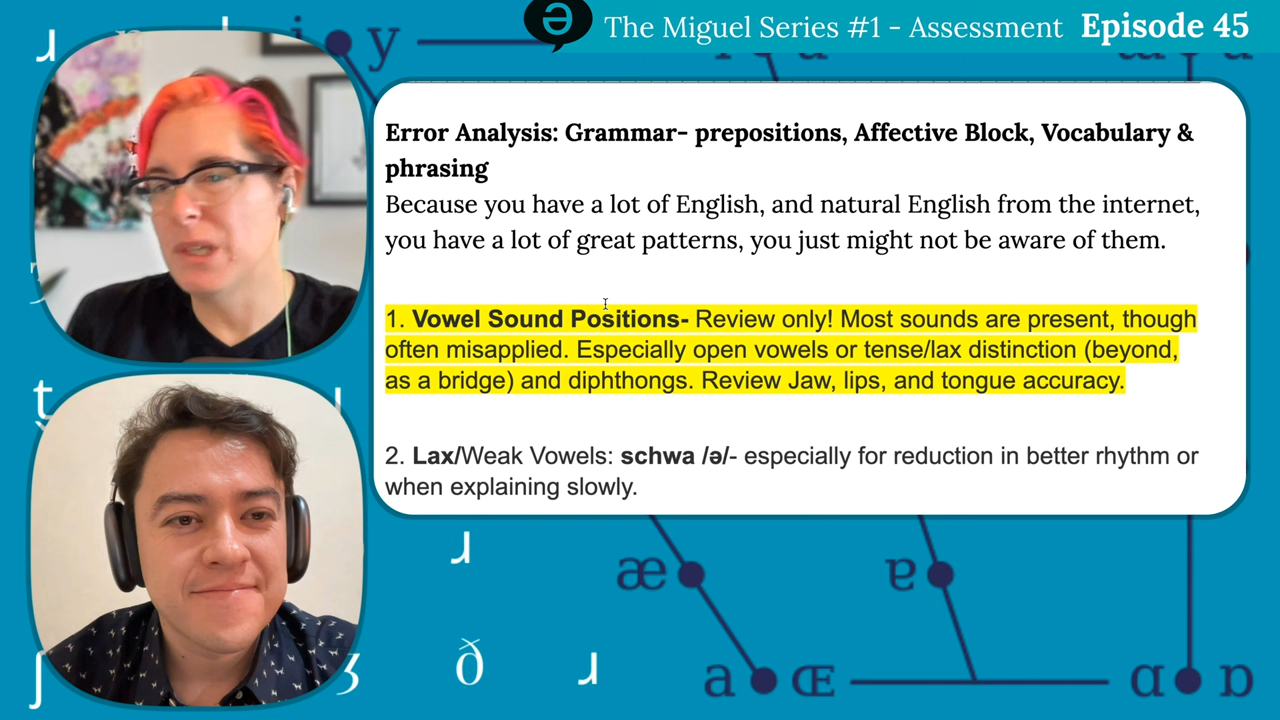 ə The Miguel Series #1 - Assessment Episode 45
ɹ i y
Error Analysis: Grammar- prepositions, Affective Block, Vocabulary &
phrasing
Because you have a lot of English, and natural English from the internet,
you have a lot of great patterns, you just might not be aware of them.
1. Vowel Sound Positions- Review only! Most sounds are present, though
often misapplied. Especially open vowels or tense/lax distinction (beyond,
as a bridge) and diphthongs. Review Jaw, lips, and tongue accuracy.
2. Lax/Weak Vowels: schwa /ə/- especially for reduction in better rhythm or
when explaining slowly.
ɹ æ ɐ
ʃ ʒ ð ɹ a Œ ɑ ɒ